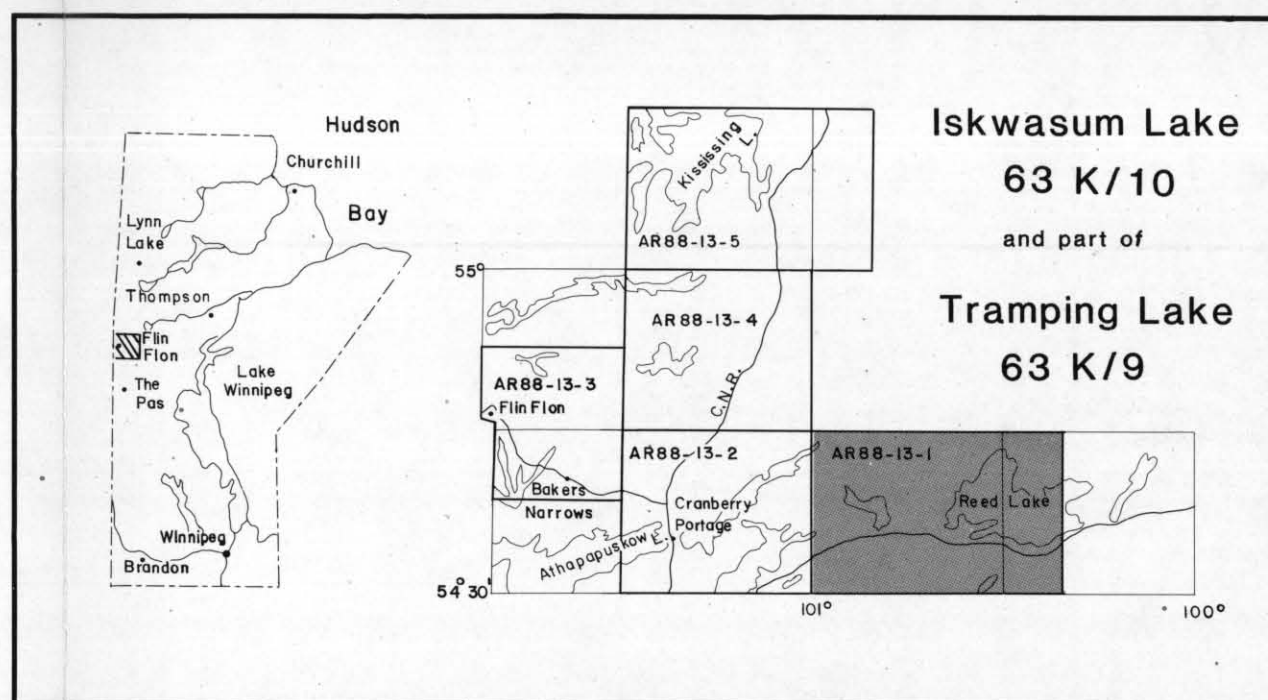 Hudson
Bay
Churchill
Lynn
Lake
Thompson
Flin
Flon
The
Pas
Lake
Winnipeg
Winnipeg
Brandon
Kississing
L.
AR88-13-5
55°
AR88-13-4
AR88-13-3
Flin Flon
C.N.R.
AR88-13-2
AR88-13-1
Bakers
Narrows
Cranberry
Portage
Reed Lake
Athapapuskow L.
54° 30'
101°
100°
Iskwasum Lake
63 K/10
and part of
Tramping Lake
63 K/9